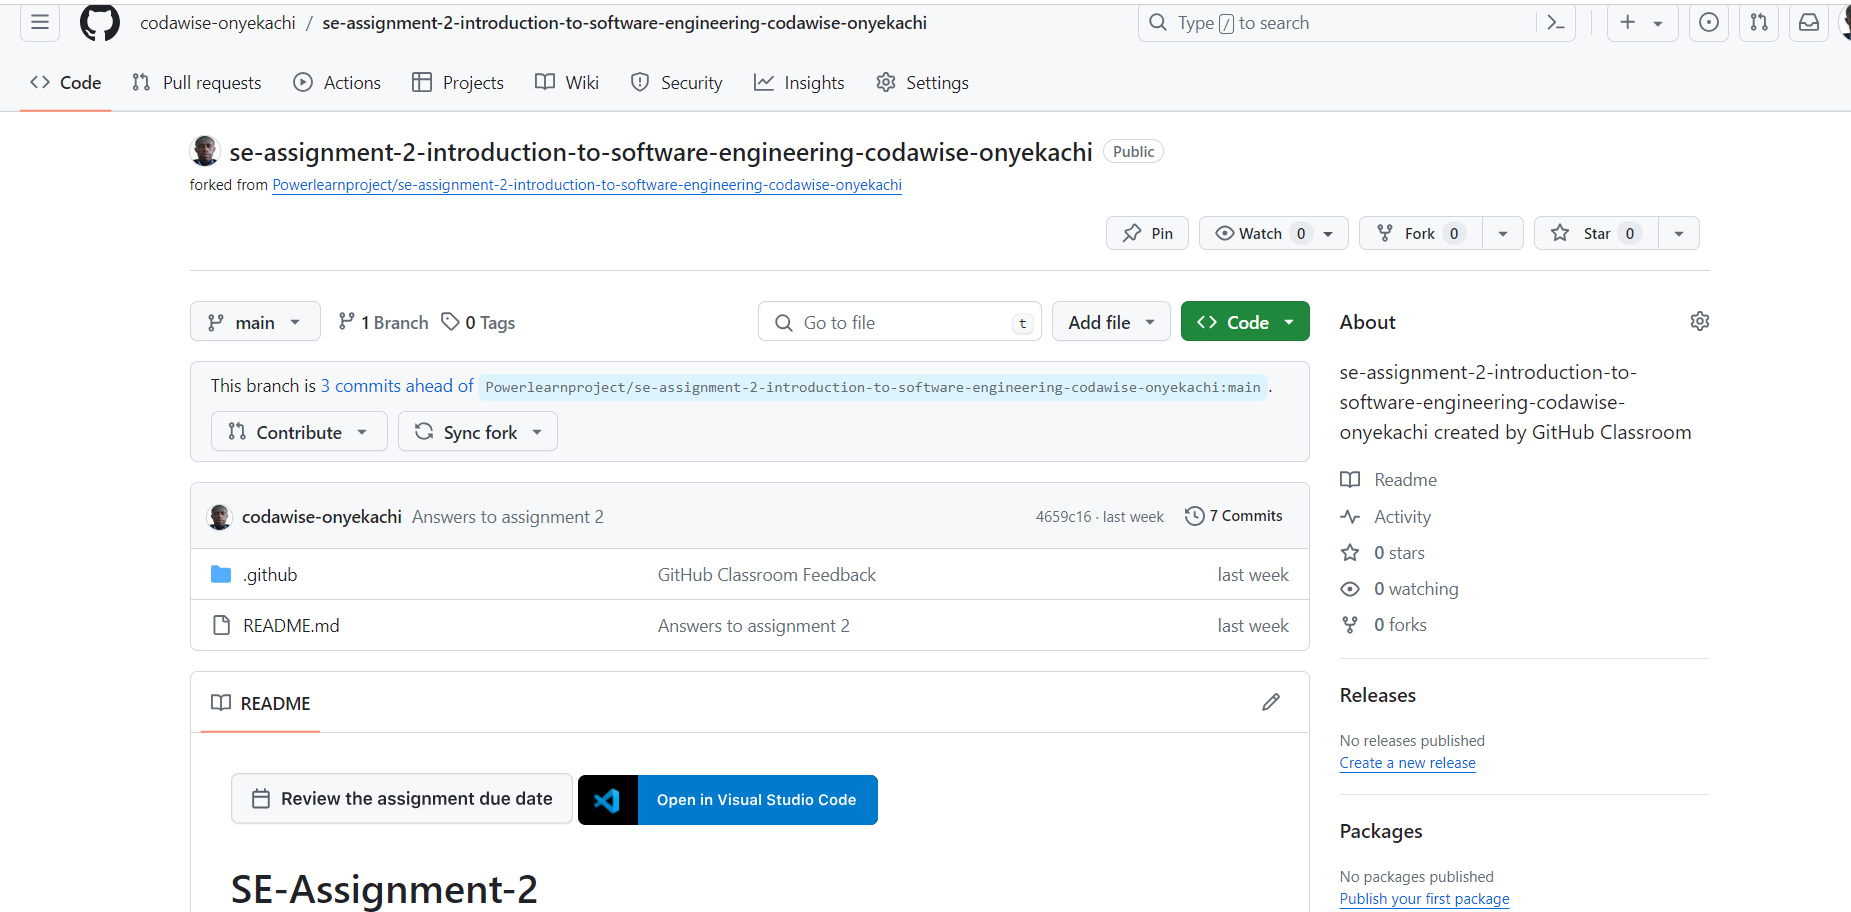 codawise-onyekachi / se-assignment-2-introduction-to-software-engineering-codawise-onyekachi
Type / to search
Code Pull requests Actions Projects Wiki Security Insights Settings
se-assignment-2-introduction-to-software-engineering-codawise-onyekachi Public
forked from Powerlearnproject/se-assignment-2-introduction-to-software-engineering-codawise-onyekachi
Pin Watch 0 Fork 0 Star 0
main 1 Branch 0 Tags Go to file t Add file Code
This branch is 3 commits ahead of Powerlearnproject/se-assignment-2-introduction-to-software-engineering-codawise-onyekachi:main .
Contribute Sync fork
codawise-onyekachi Answers to assignment 2 4659c16 · last week 7 Commits
.github GitHub Classroom Feedback last week
README.md Answers to assignment 2 last week
README
Review the assignment due date Open in Visual Studio Code
SE-Assignment-2
About
se-assignment-2-introduction-to-
software-engineering-codawise-
onyekachi created by GitHub Classroom
Readme
Activity
0 stars
0 watching
0 forks
Releases
No releases published
Create a new release
Packages
No packages published
Publish your first package